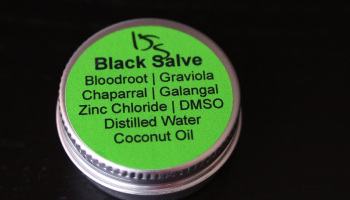 Black Salve
Bloodroot | Graviola
Chaparral | Galangal
Zinc Chloride | DMSO
Distilled Water
Coconut Oil